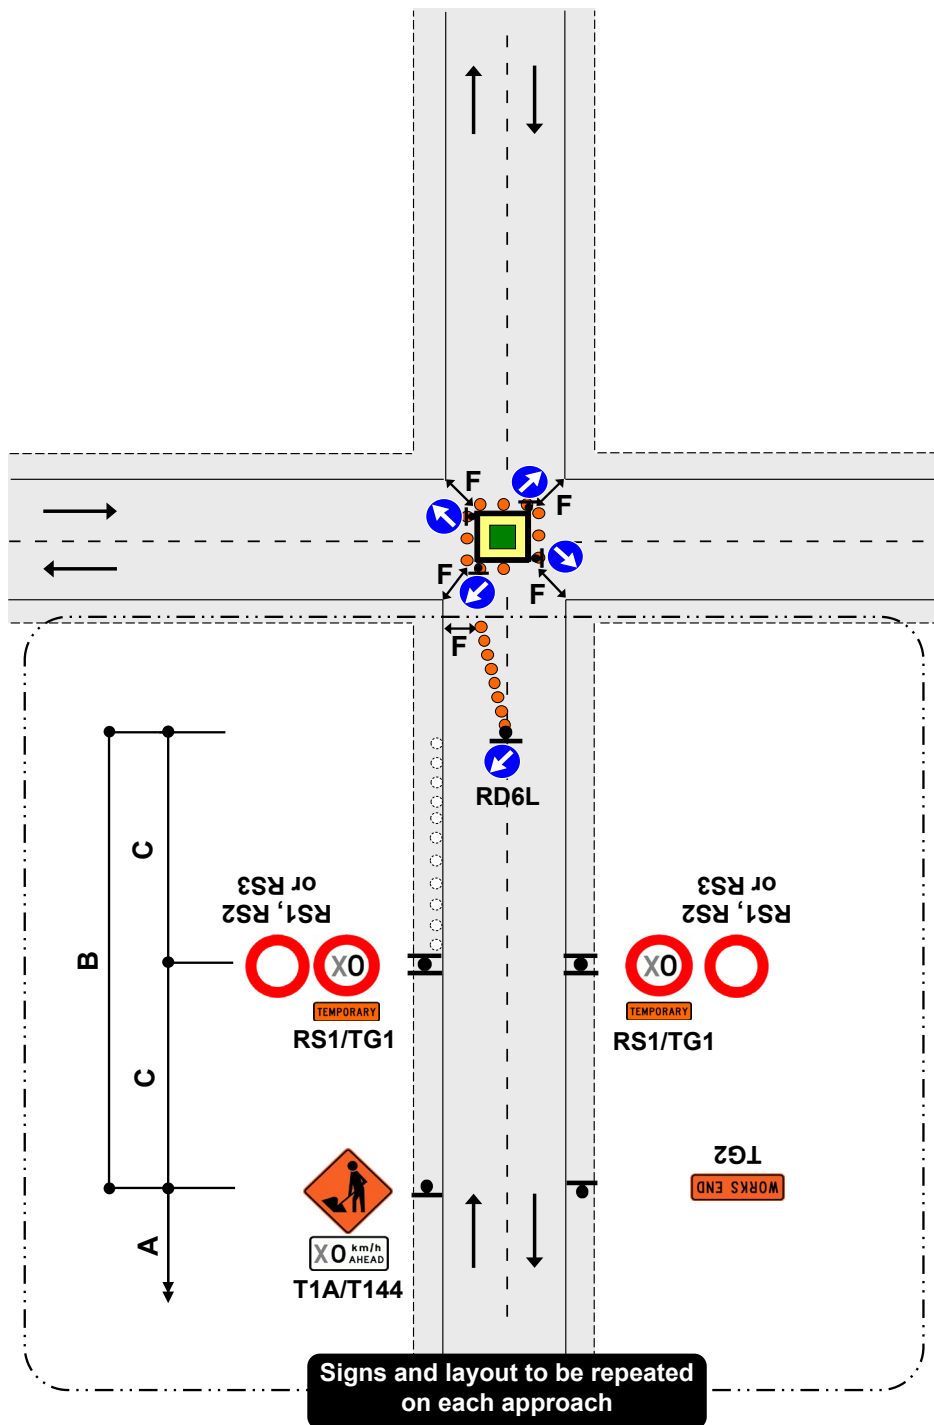 F
F
F
F
F
RD6L
C
B
RS1, RS2
or RS3
RS1, RS2
or RS3
X0
X0
TEMPORARY
TEMPORARY
RS1/TG1
RS1/TG1
C
TG2
WORKS END
X0 km/h AHEAD
A
T1A/T144
Signs and layout to be repeated
on each approach